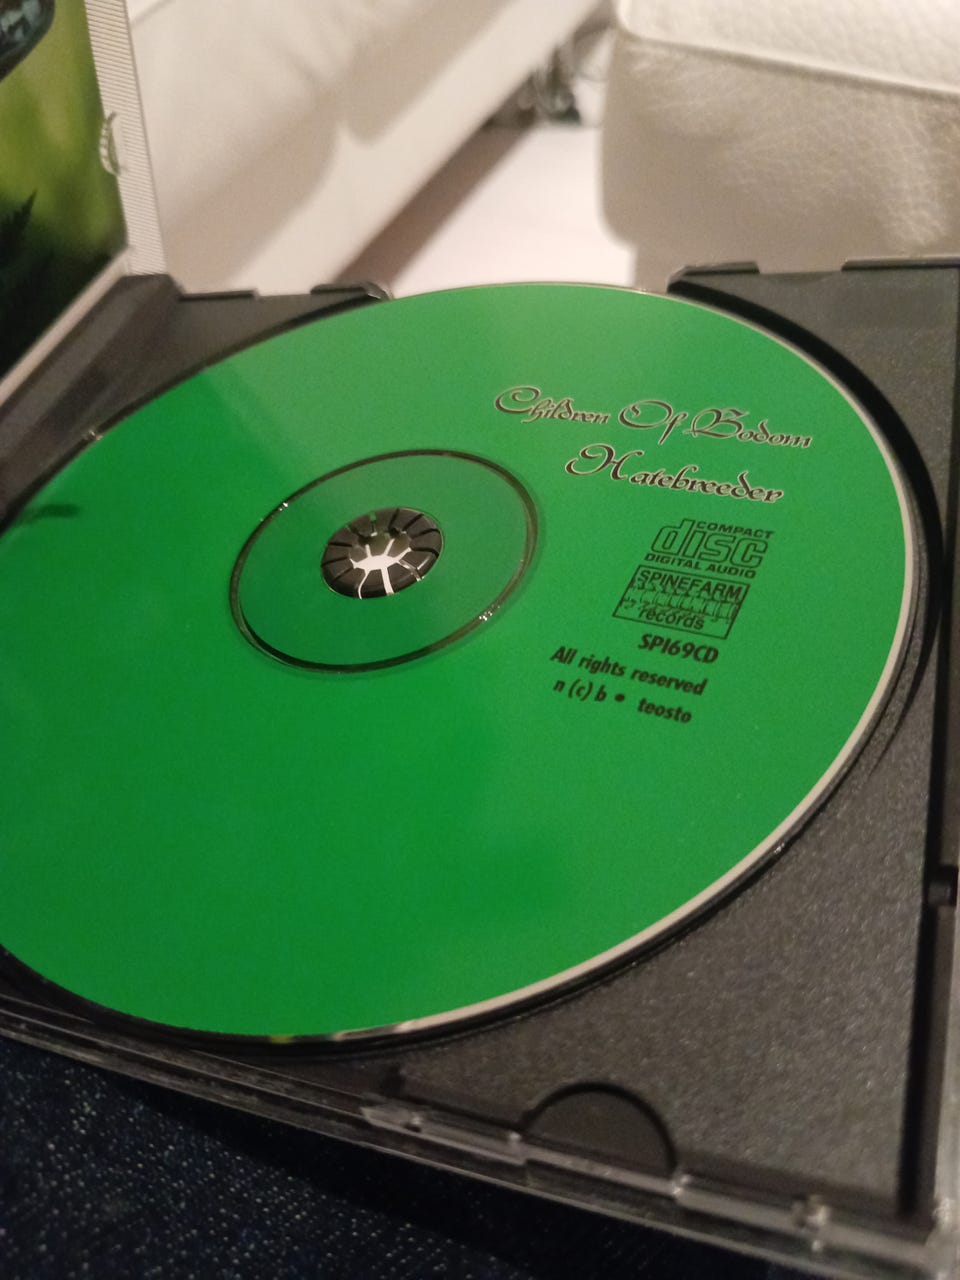 Children Of Bodom
Hatebreeder
COMPACT
disc
DIGITAL AUDIO
SPINEFARM
records
SPI69CD
All rights reserved
n (c) b • teosto